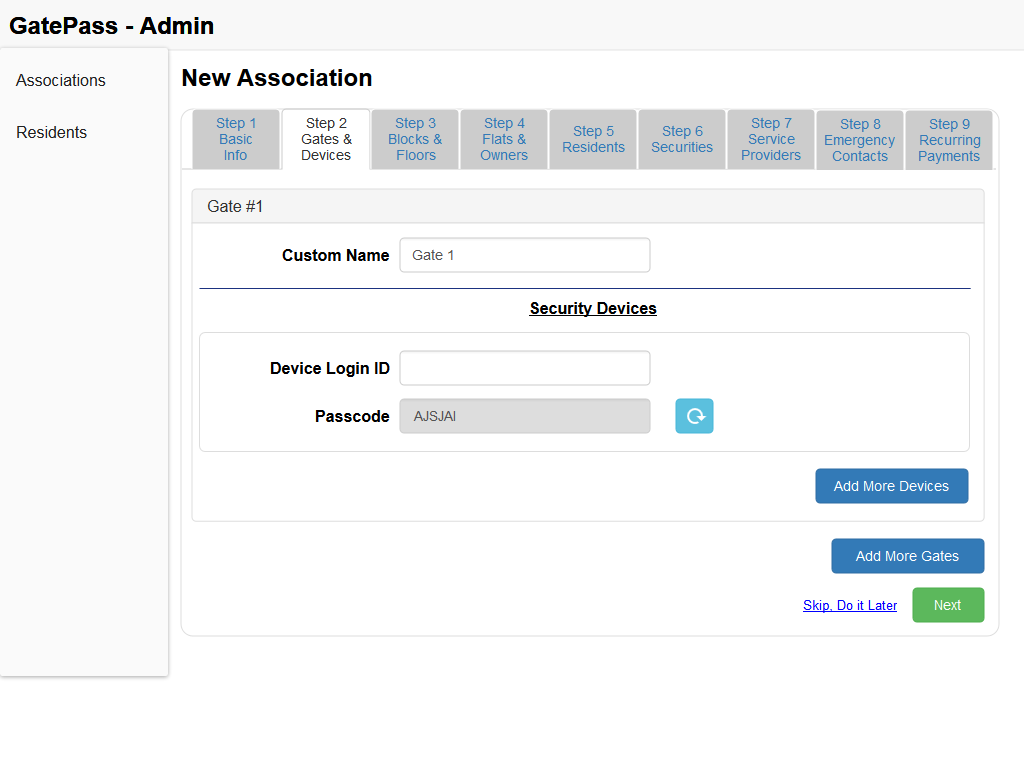 GatePass - Admin
Associations
Residents
New Association
Step 1
Basic
Info
Step 2
Gates &
Devices
Step 3
Blocks &
Floors
Step 4
Flats &
Owners
Step 5
Residents
Step 6
Securities
Step 7
Service
Providers
Step 8
Emergency
Contacts
Step 9
Recurring
Payments
Gate #1
Custom Name Gate 1
Security Devices
Device Login ID
Passcode AJSJAI
Add More Devices
Add More Gates
Skip, Do it Later Next